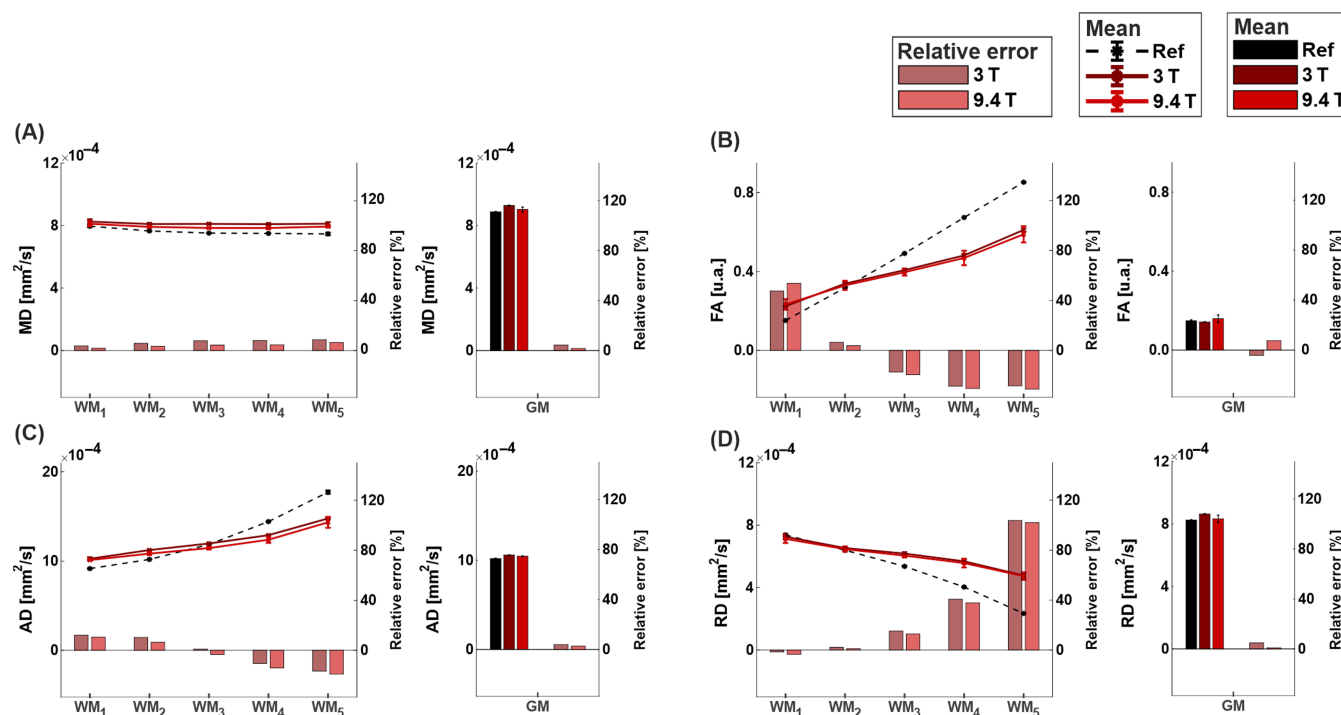 Relative error
3 T
9.4 T
Mean
Ref
3 T
9.4 T
Mean
Ref
3 T
9.4 T
(A)
×10⁻⁴
12
8
4
0
MD [mm²/s]
120
80
40
0
Relative error [%]
WM₁ WM₂ WM₃ WM₄ WM₅
×10⁻⁴
12
8
4
0
MD [mm²/s]
120
80
40
0
Relative error [%]
GM
(B)
0.8
0.4
0.0
FA [u.a.]
120
80
40
0
Relative error [%]
WM₁ WM₂ WM₃ WM₄ WM₅
0.8
0.4
0.0
FA [u.a.]
120
80
40
0
Relative error [%]
GM
(C)
×10⁻⁴
20
10
0
AD [mm²/s]
120
80
40
0
Relative error [%]
WM₁ WM₂ WM₃ WM₄ WM₅
×10⁻⁴
20
10
0
AD [mm²/s]
120
80
40
0
Relative error [%]
GM
(D)
×10⁻⁴
12
8
4
0
RD [mm²/s]
120
80
40
0
Relative error [%]
WM₁ WM₂ WM₃ WM₄ WM₅
×10⁻⁴
12
8
4
0
RD [mm²/s]
120
80
40
0
Relative error [%]
GM